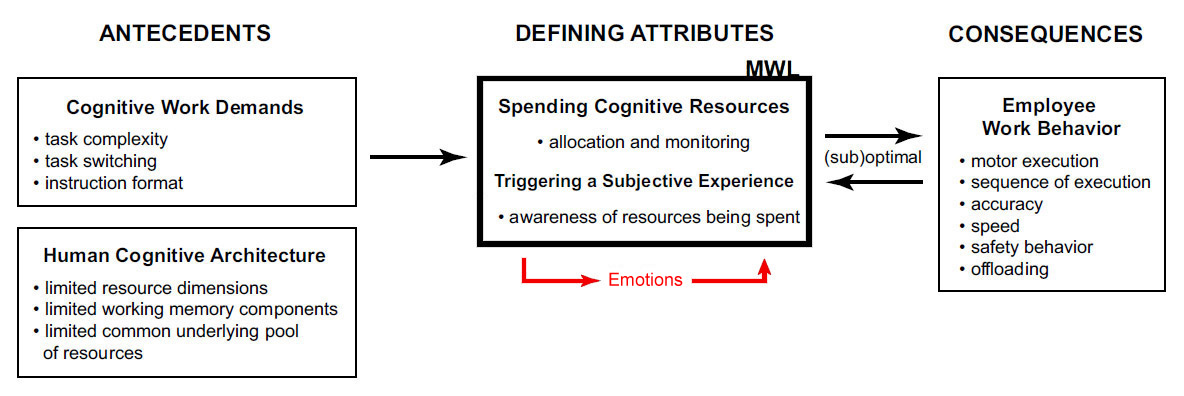 ANTECEDENTS
Cognitive Work Demands
• task complexity
• task switching
• instruction format
Human Cognitive Architecture
• limited resource dimensions
• limited working memory components
• limited common underlying pool
of resources
DEFINING ATTRIBUTES
MWL
Spending Cognitive Resources
• allocation and monitoring
Triggering a Subjective Experience
• awareness of resources being spent
Emotions
(sub)optimal
CONSEQUENCES
Employee
Work Behavior
• motor execution
• sequence of execution
• accuracy
• speed
• safety behavior
• offloading